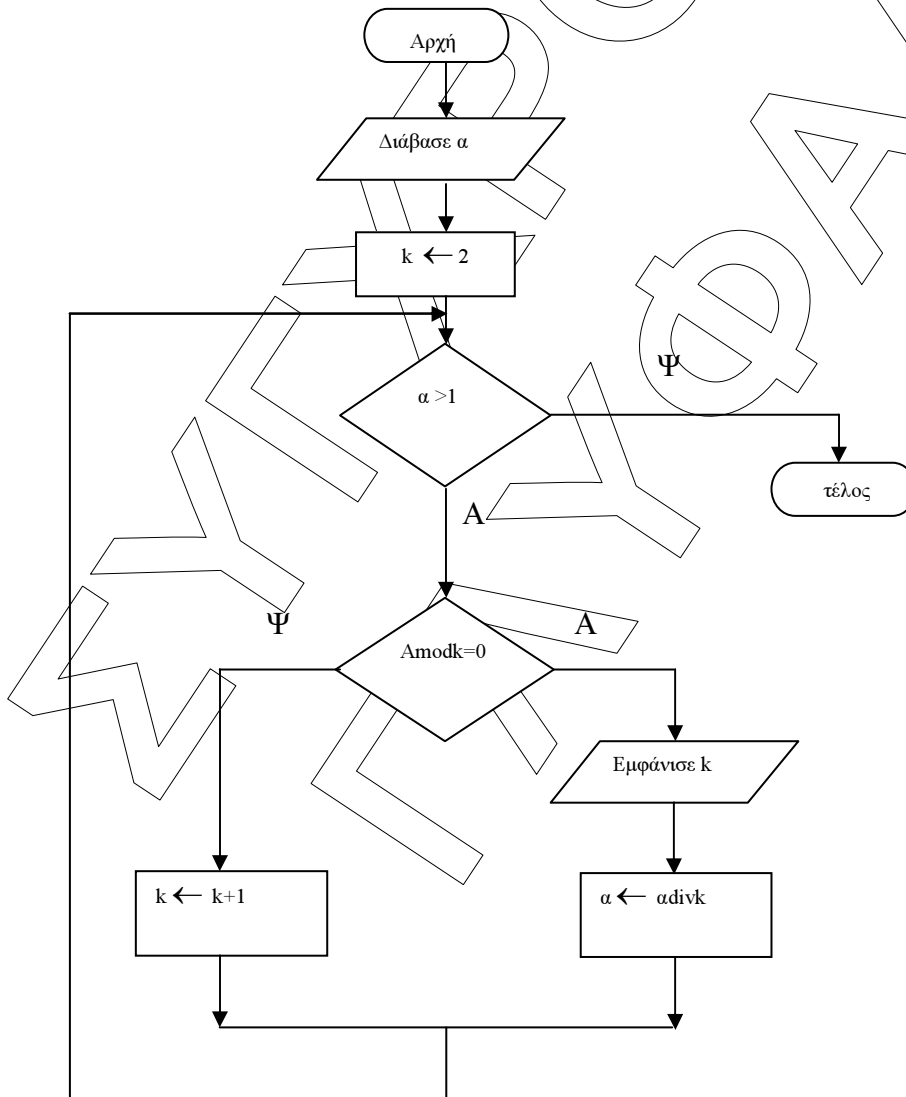 Αρχή
Διάβασε α
k ← 2
α >1
Ψ
τέλος
Α
Ψ
Α
Amodk=0
Εμφάνισε k
k ← k+1
α ← αdivk